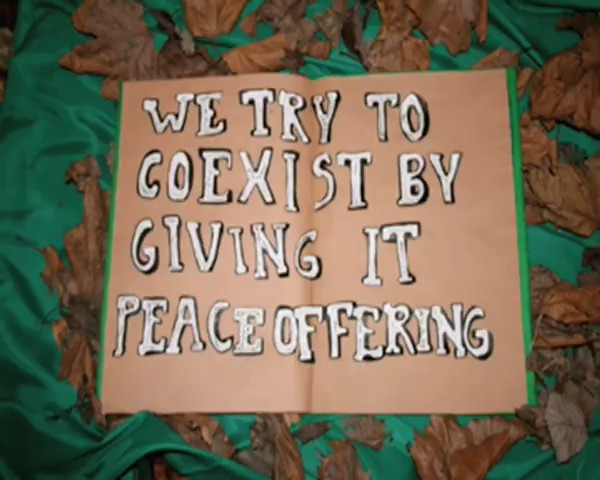 WE TRY TO
COEXIST BY
GIVING IT
PEACE OFFERING